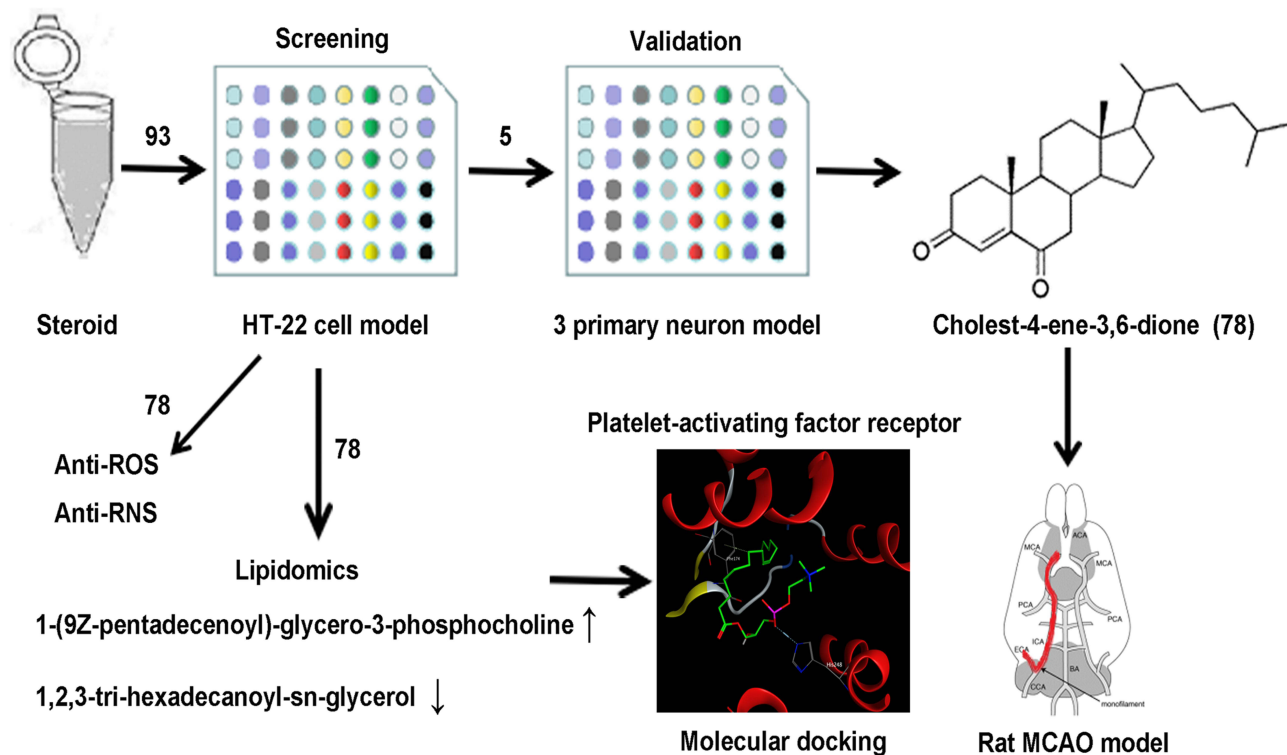 Screening
Validation
93
5
O
O
Steroid
HT-22 cell model
3 primary neuron model
Cholest-4-ene-3,6-dione (78)
78
78
Anti-ROS
Anti-RNS
Platelet-activating factor receptor
Lipidomics
1-(9Z-pentadecenoyl)-glycero-3-phosphocholine ↑
1,2,3-tri-hexadecanoyl-sn-glycerol ↓
His248
MCA
ACA
MCA
PCA
PCA
ICA
ECA
BA
CCA
monofilament
Molecular docking
Rat MCAO model